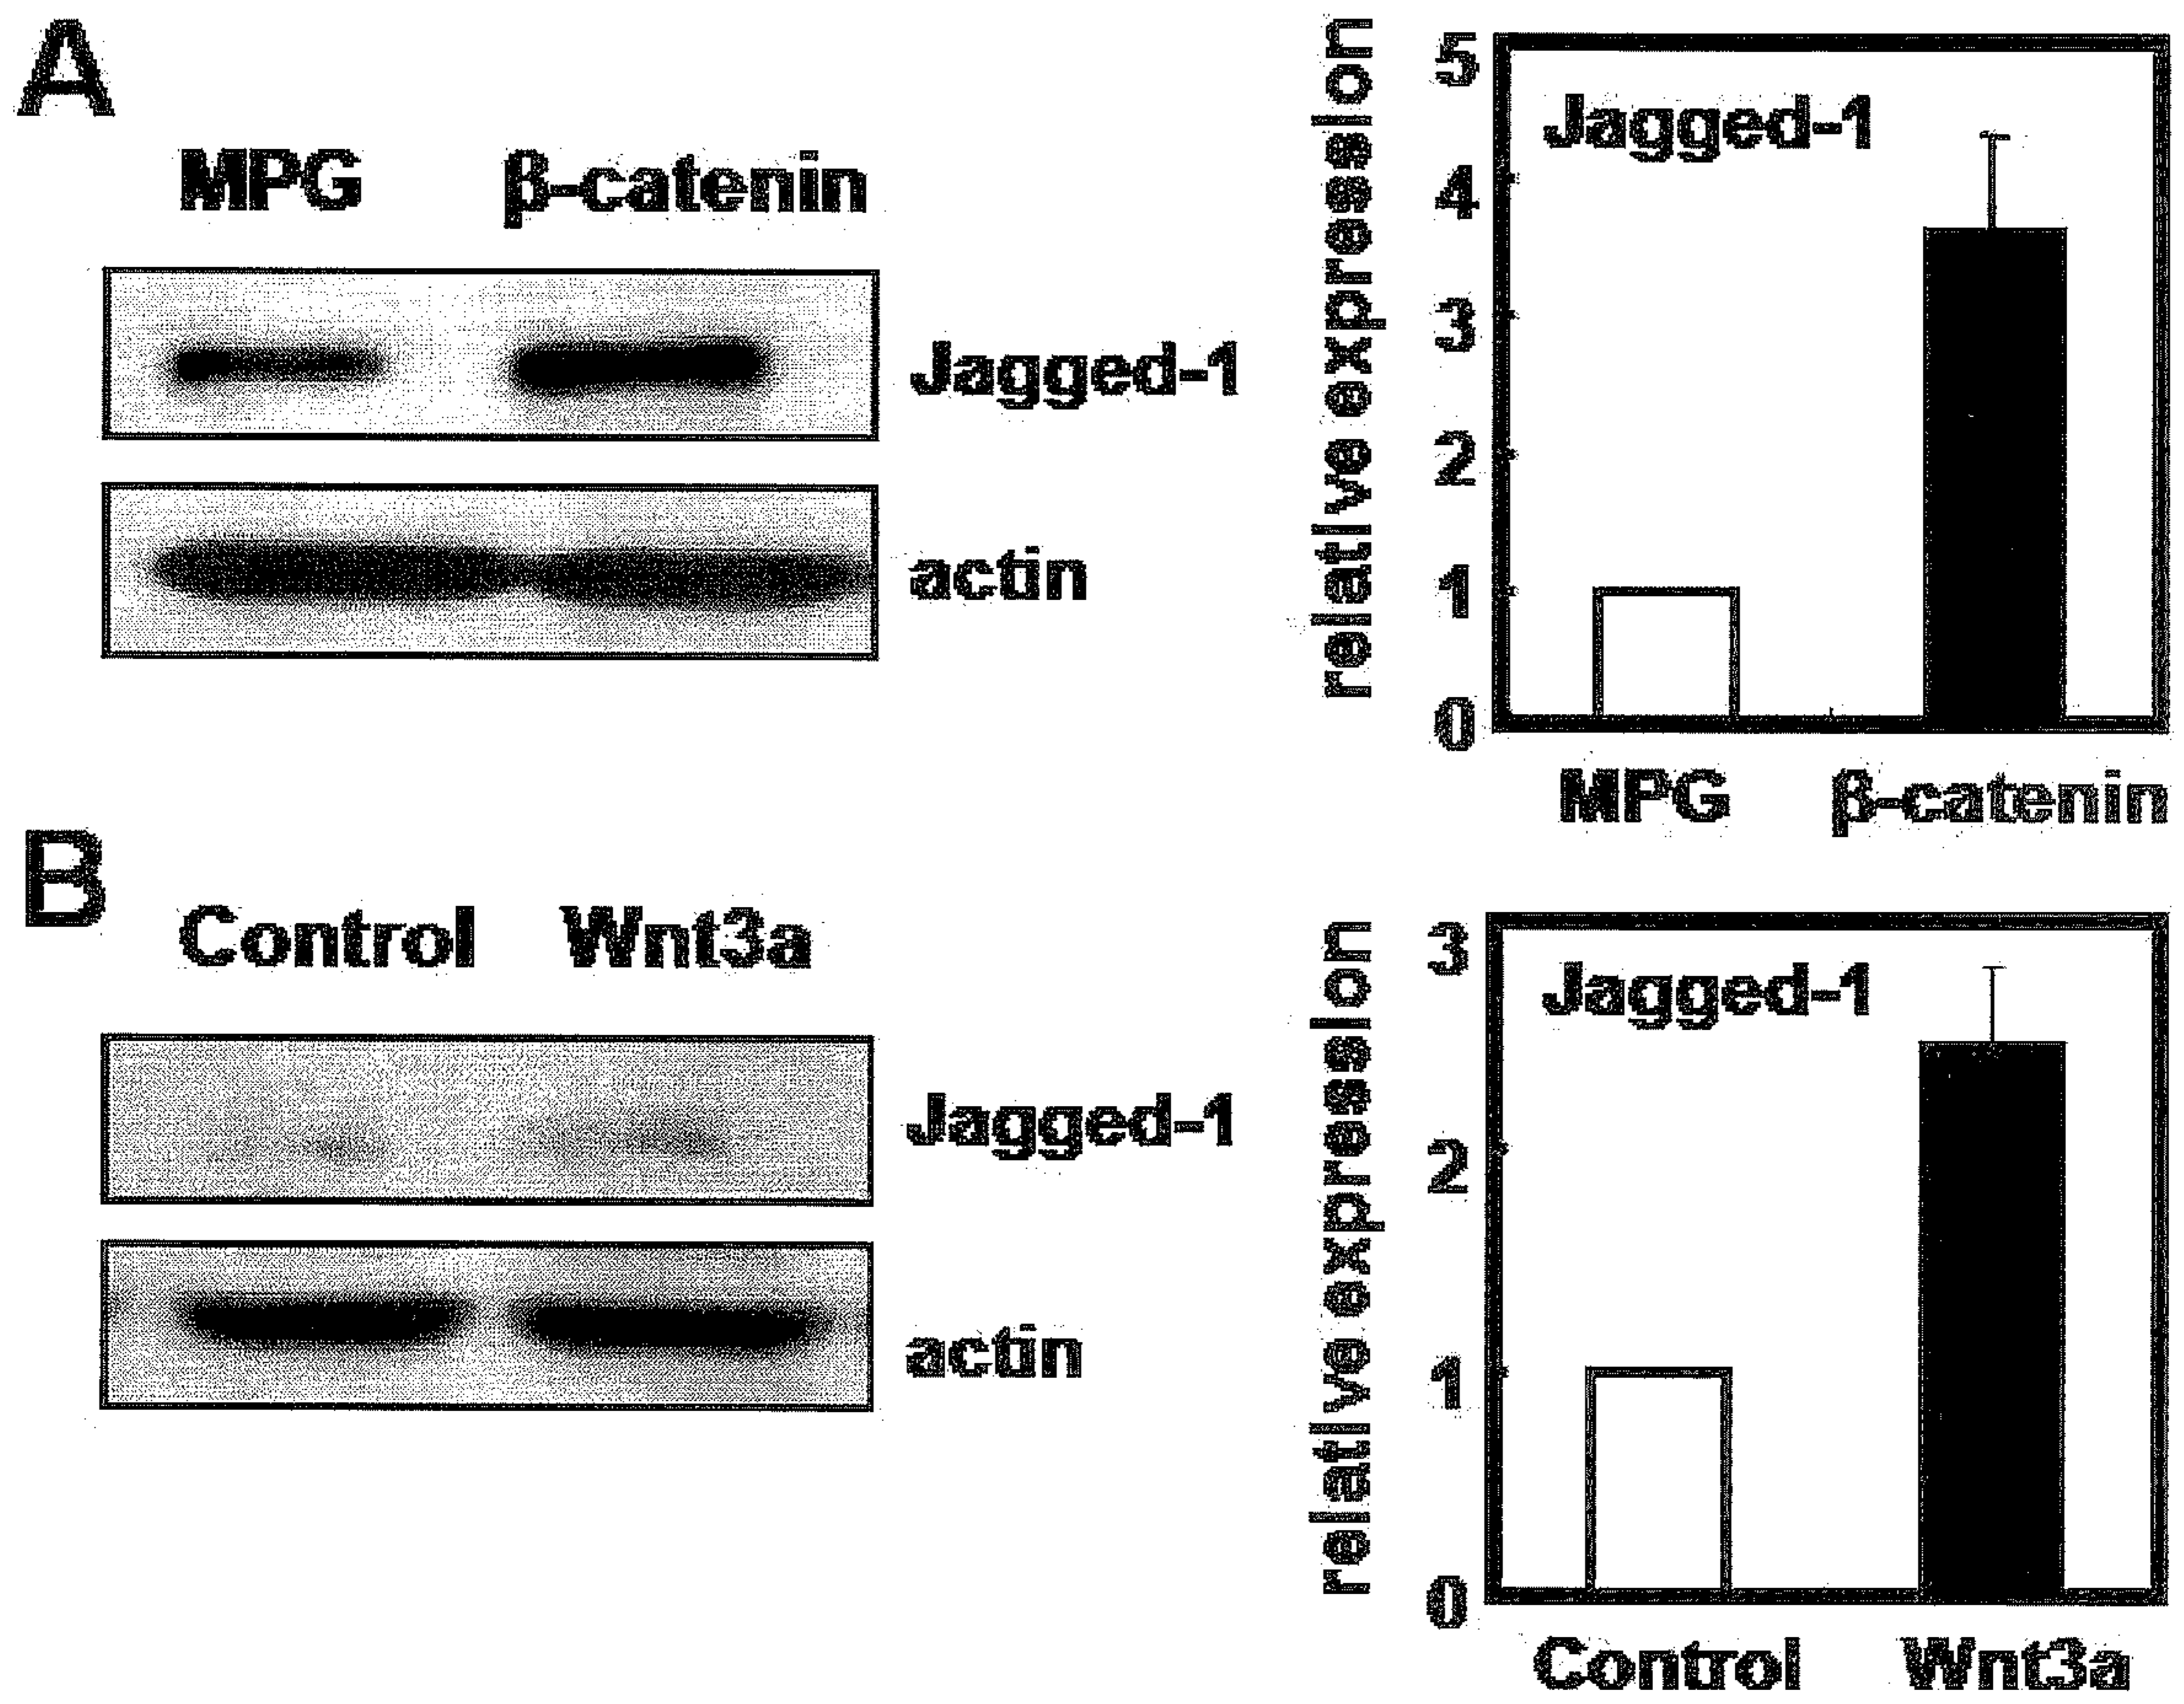 A
MPG β-catenin
Jagged-1
actin
relative expression
5
4
3
2
1
0
Jagged-1
MPG β-catenin
B
Control Wnt3a
Jagged-1
actin
relative expression
3
2
1
0
Jagged-1
Control Wnt3a